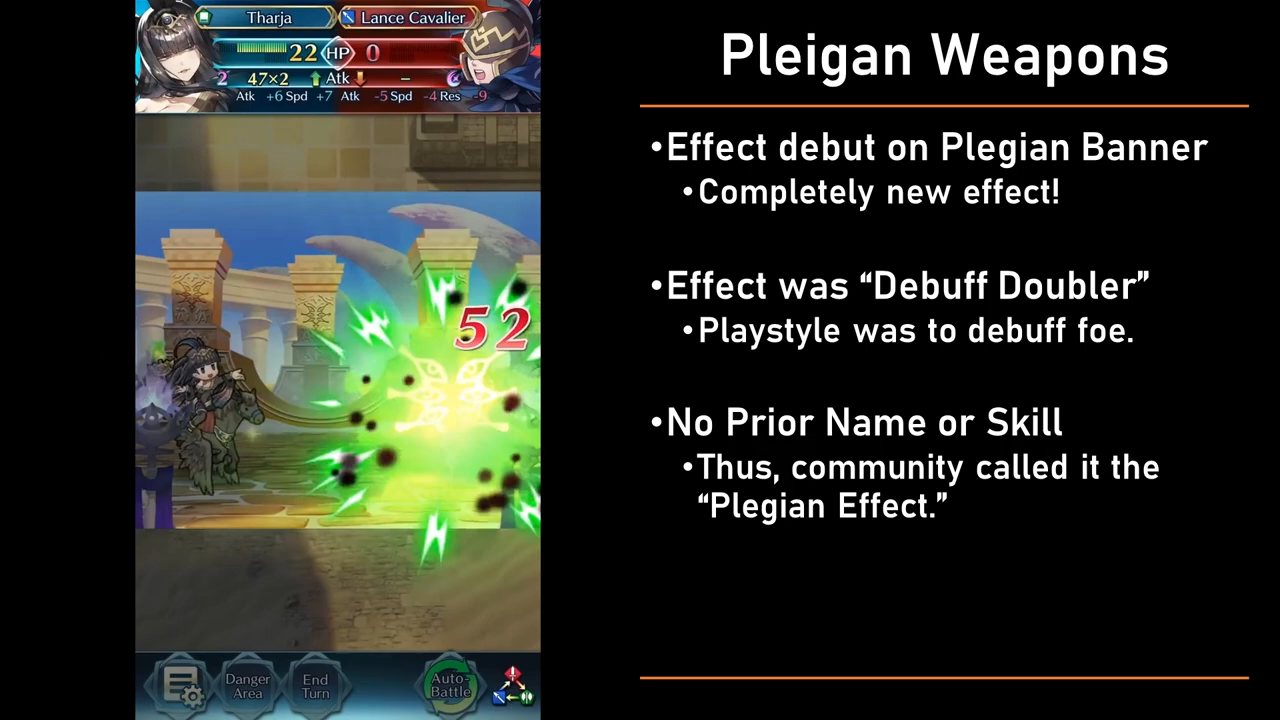 Tharja
Lance Cavalier
22 HP 0
2 47×2 Atk –
Atk +6 Spd +7 Atk -5 Spd -4 Res -9
52
Danger Area
End Turn
Auto-Battle
Pleigan Weapons
•Effect debut on Plegian Banner
•Completely new effect!
•Effect was “Debuff Doubler”
•Playstyle was to debuff foe.
•No Prior Name or Skill
•Thus, community called it the
“Plegian Effect.”